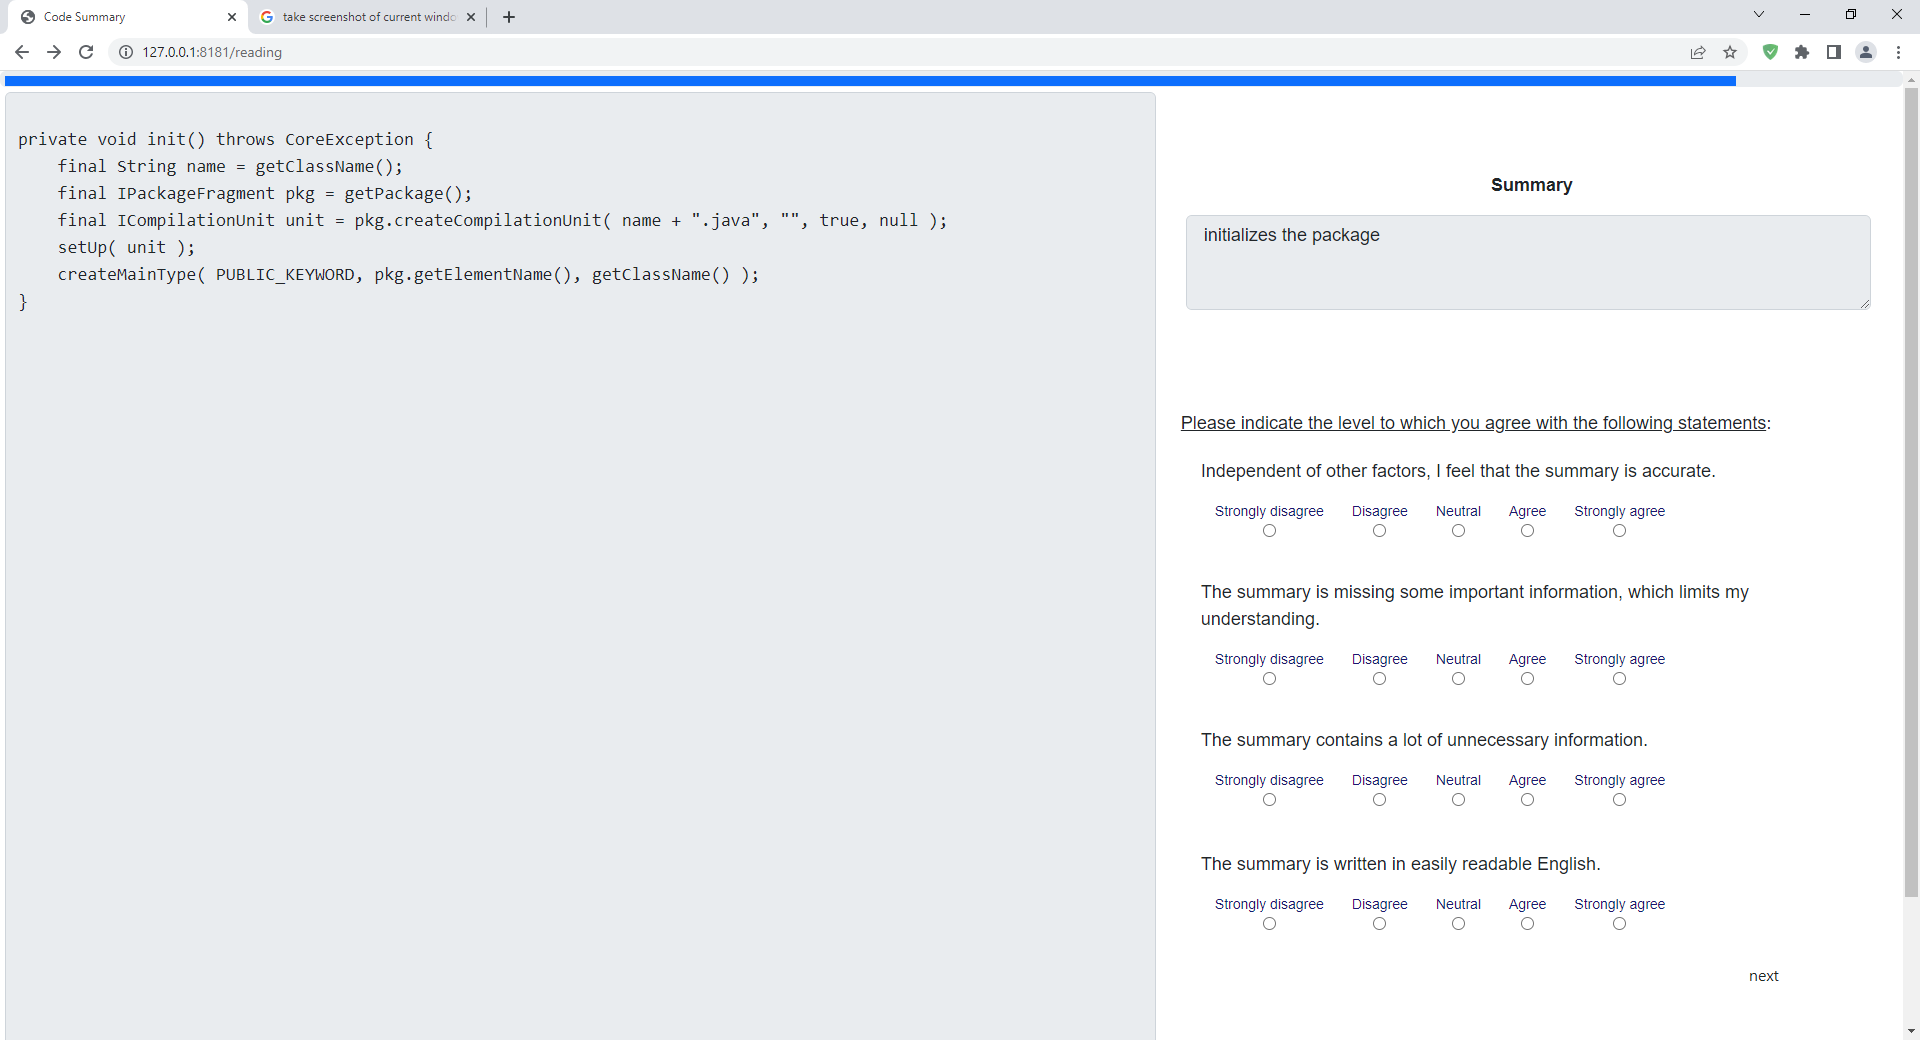 Code Summary
take screenshot of current windo
127.0.0.1:8181/reading
private void init() throws CoreException {
    final String name = getClassName();
    final IPackageFragment pkg = getPackage();
    final ICompilationUnit unit = pkg.createCompilationUnit( name + ".java", "", true, null );
    setUp( unit );
    createMainType( PUBLIC_KEYWORD, pkg.getElementName(), getClassName() );
}
Summary
initializes the package
Please indicate the level to which you agree with the following statements:
Independent of other factors, I feel that the summary is accurate.
Strongly disagree Disagree Neutral Agree Strongly agree
The summary is missing some important information, which limits my
understanding.
Strongly disagree Disagree Neutral Agree Strongly agree
The summary contains a lot of unnecessary information.
Strongly disagree Disagree Neutral Agree Strongly agree
The summary is written in easily readable English.
Strongly disagree Disagree Neutral Agree Strongly agree
next